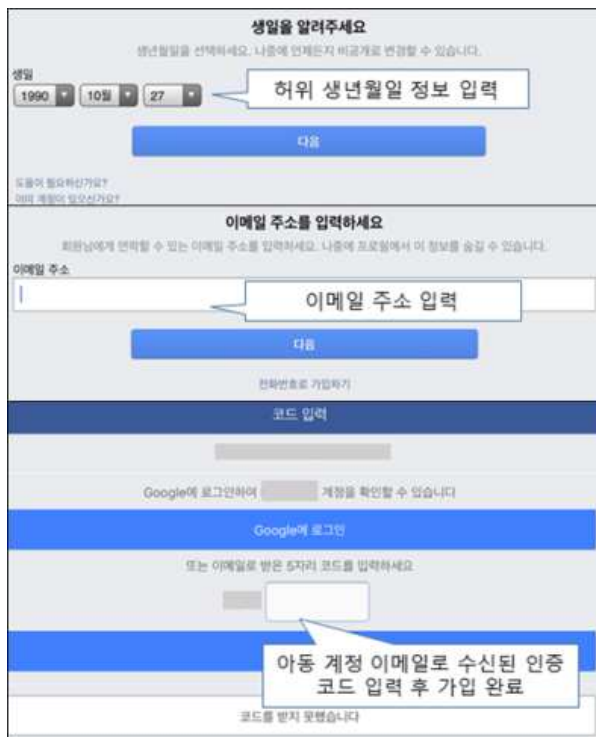 생일을 알려주세요
생년월일을 선택하세요. 나중에 언제든지 비공개로 변경할 수 있습니다.
생일
1990 10월 27
허위 생년월일 정보 입력
다음
도움이 필요하신가요?
이미 계정이 있으신가요?
이메일 주소를 입력하세요
회원님에게 연락할 수 있는 이메일 주소를 입력하세요. 나중에 프로필에서 이 정보를 숨길 수 있습니다.
이메일 주소
이메일 주소 입력
다음
전화번호로 가입하기
코드 입력
Google에 로그인하여 계정을 확인할 수 있습니다
Google에 로그인
또는 이메일로 받은 5자리 코드를 입력하세요
아동 계정 이메일로 수신된 인증
코드 입력 후 가입 완료
코드를 받지 못했습니다